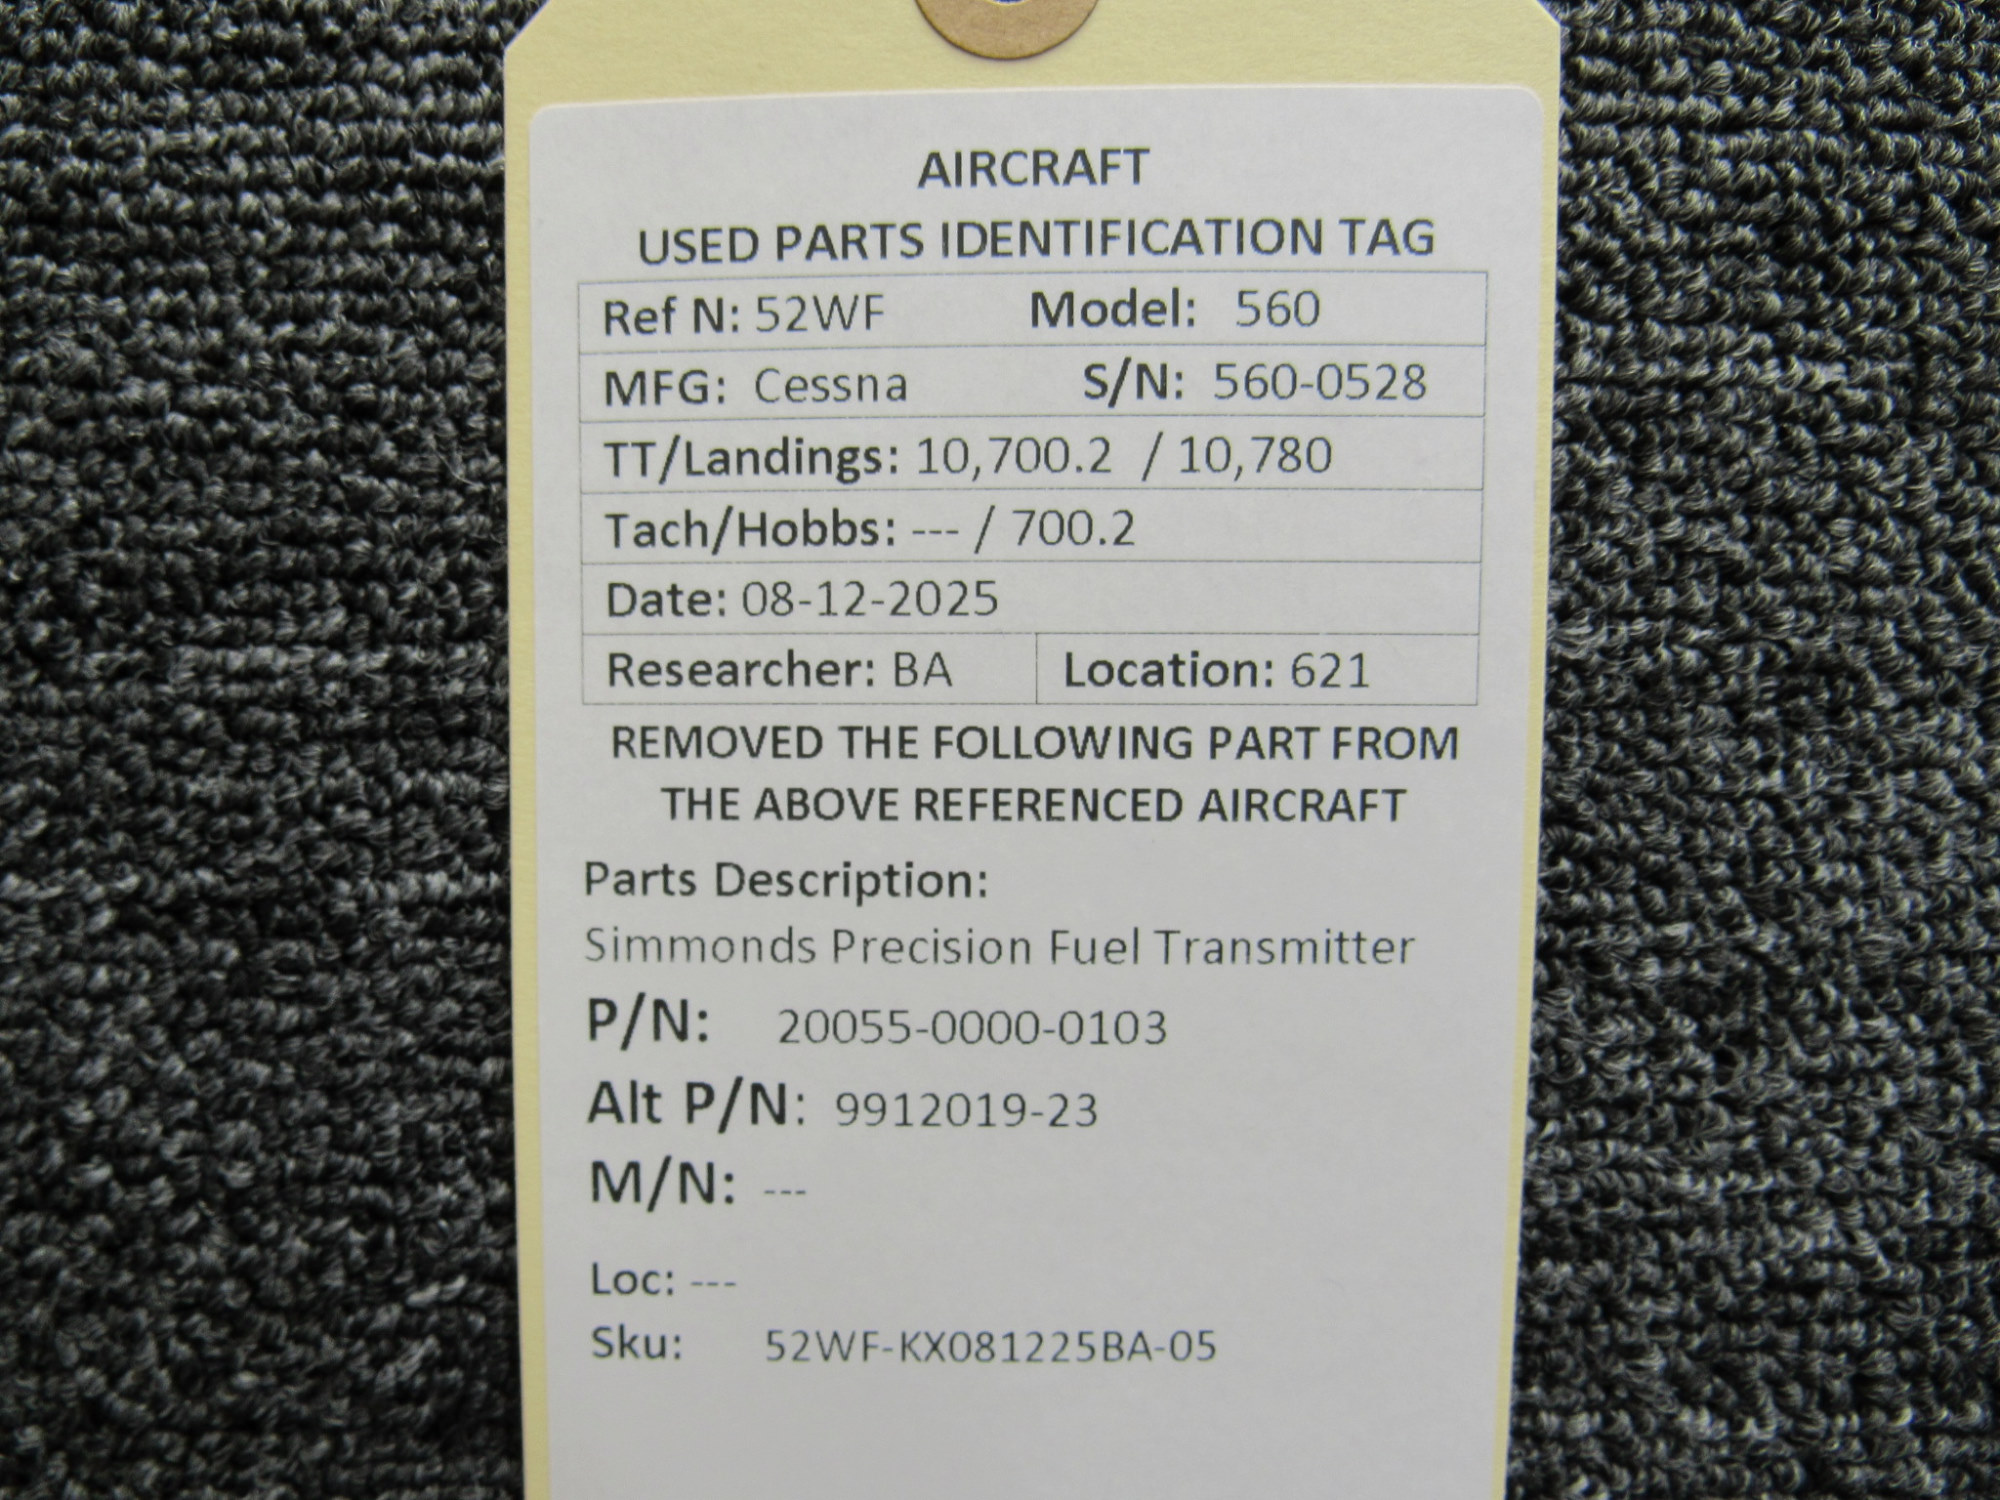 AIRCRAFT
USED PARTS IDENTIFICATION TAG
Ref N: 52WF Model: 560
MFG: Cessna S/N: 560-0528
TT/Landings: 10,700.2 / 10,780
Tach/Hobbs: --- / 700.2
Date: 08-12-2025
Researcher: BA Location: 621
REMOVED THE FOLLOWING PART FROM
THE ABOVE REFERENCED AIRCRAFT
Parts Description:
Simmonds Precision Fuel Transmitter
P/N: 20055-0000-0103
Alt P/N: 9912019-23
M/N: ---
Loc: ---
Sku: 52WF-KX081225BA-05